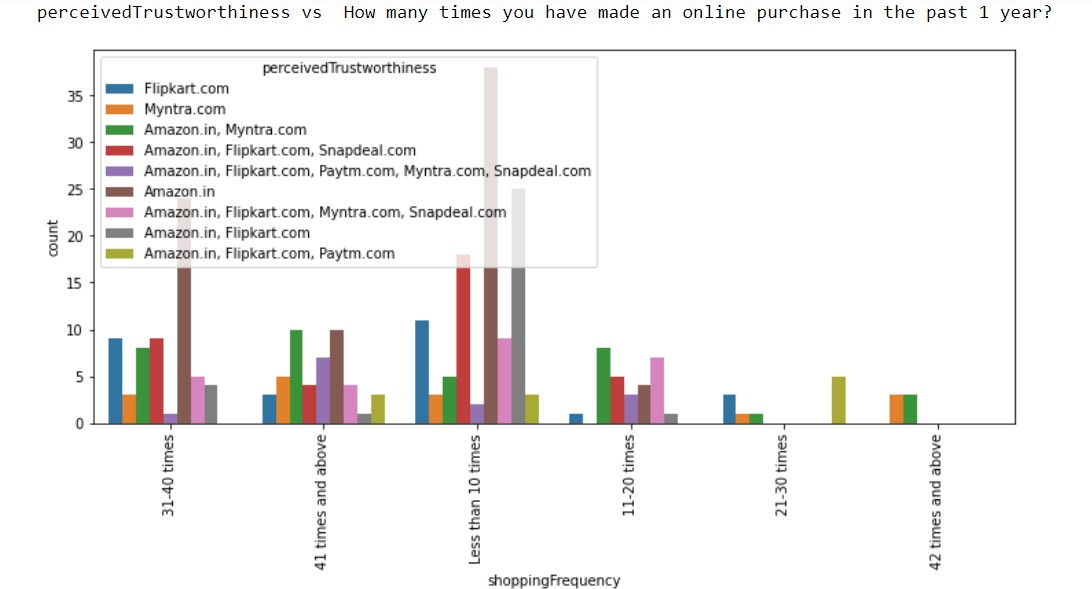 perceivedTrustworthiness vs  How many times you have made an online purchase in the past 1 year?
perceivedTrustworthiness
Flipkart.com
Myntra.com
Amazon.in, Myntra.com
Amazon.in, Flipkart.com, Snapdeal.com
Amazon.in, Flipkart.com, Paytm.com, Myntra.com, Snapdeal.com
Amazon.in
Amazon.in, Flipkart.com, Myntra.com, Snapdeal.com
Amazon.in, Flipkart.com
Amazon.in, Flipkart.com, Paytm.com
35
30
25
20
15
10
5
0
count
31-40 times
41 times and above
Less than 10 times
11-20 times
21-30 times
42 times and above
shoppingFrequency